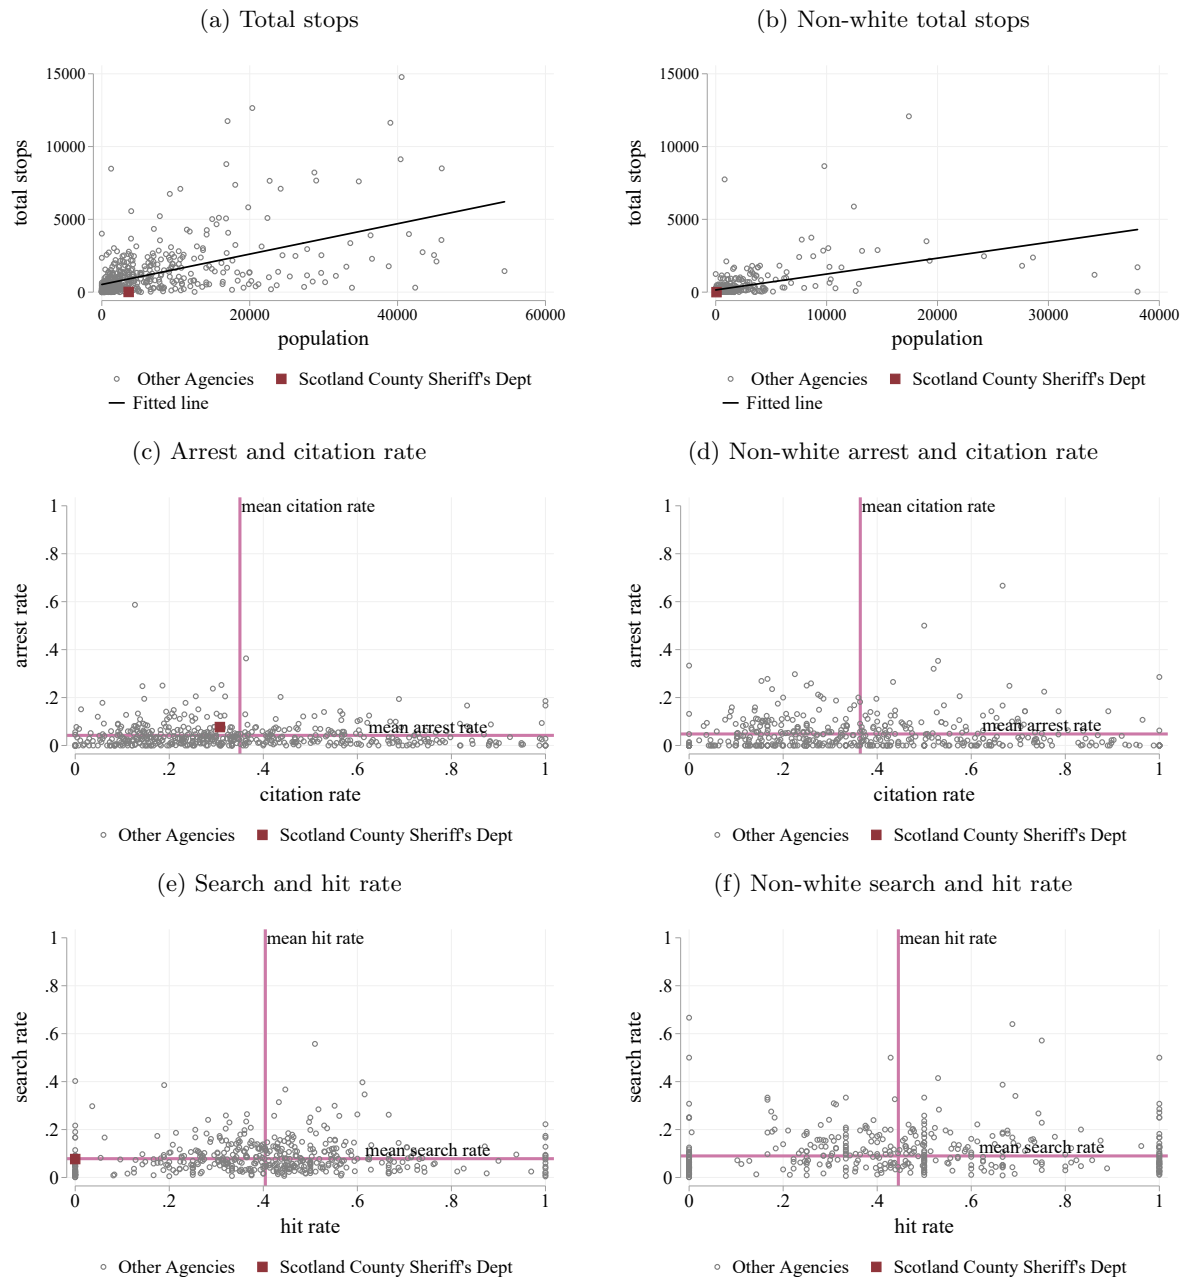 (a) Total stops
15000
10000
5000
0
total stops
0 20000 40000 60000
population
Other Agencies Scotland County Sheriff's Dept
Fitted line
(b) Non-white total stops
15000
10000
5000
0
total stops
0 10000 20000 30000 40000
population
Other Agencies Scotland County Sheriff's Dept
Fitted line
(c) Arrest and citation rate
mean citation rate
1
.8
.6
.4
.2
0
arrest rate
mean arrest rate
0 .2 .4 .6 .8 1
citation rate
Other Agencies Scotland County Sheriff's Dept
(d) Non-white arrest and citation rate
mean citation rate
1
.8
.6
.4
.2
0
arrest rate
mean arrest rate
0 .2 .4 .6 .8 1
citation rate
Other Agencies Scotland County Sheriff's Dept
(e) Search and hit rate
mean hit rate
1
.8
.6
.4
.2
0
search rate
mean search rate
0 .2 .4 .6 .8 1
hit rate
Other Agencies Scotland County Sheriff's Dept
(f) Non-white search and hit rate
mean hit rate
1
.8
.6
.4
.2
0
search rate
mean search rate
0 .2 .4 .6 .8 1
hit rate
Other Agencies Scotland County Sheriff's Dept